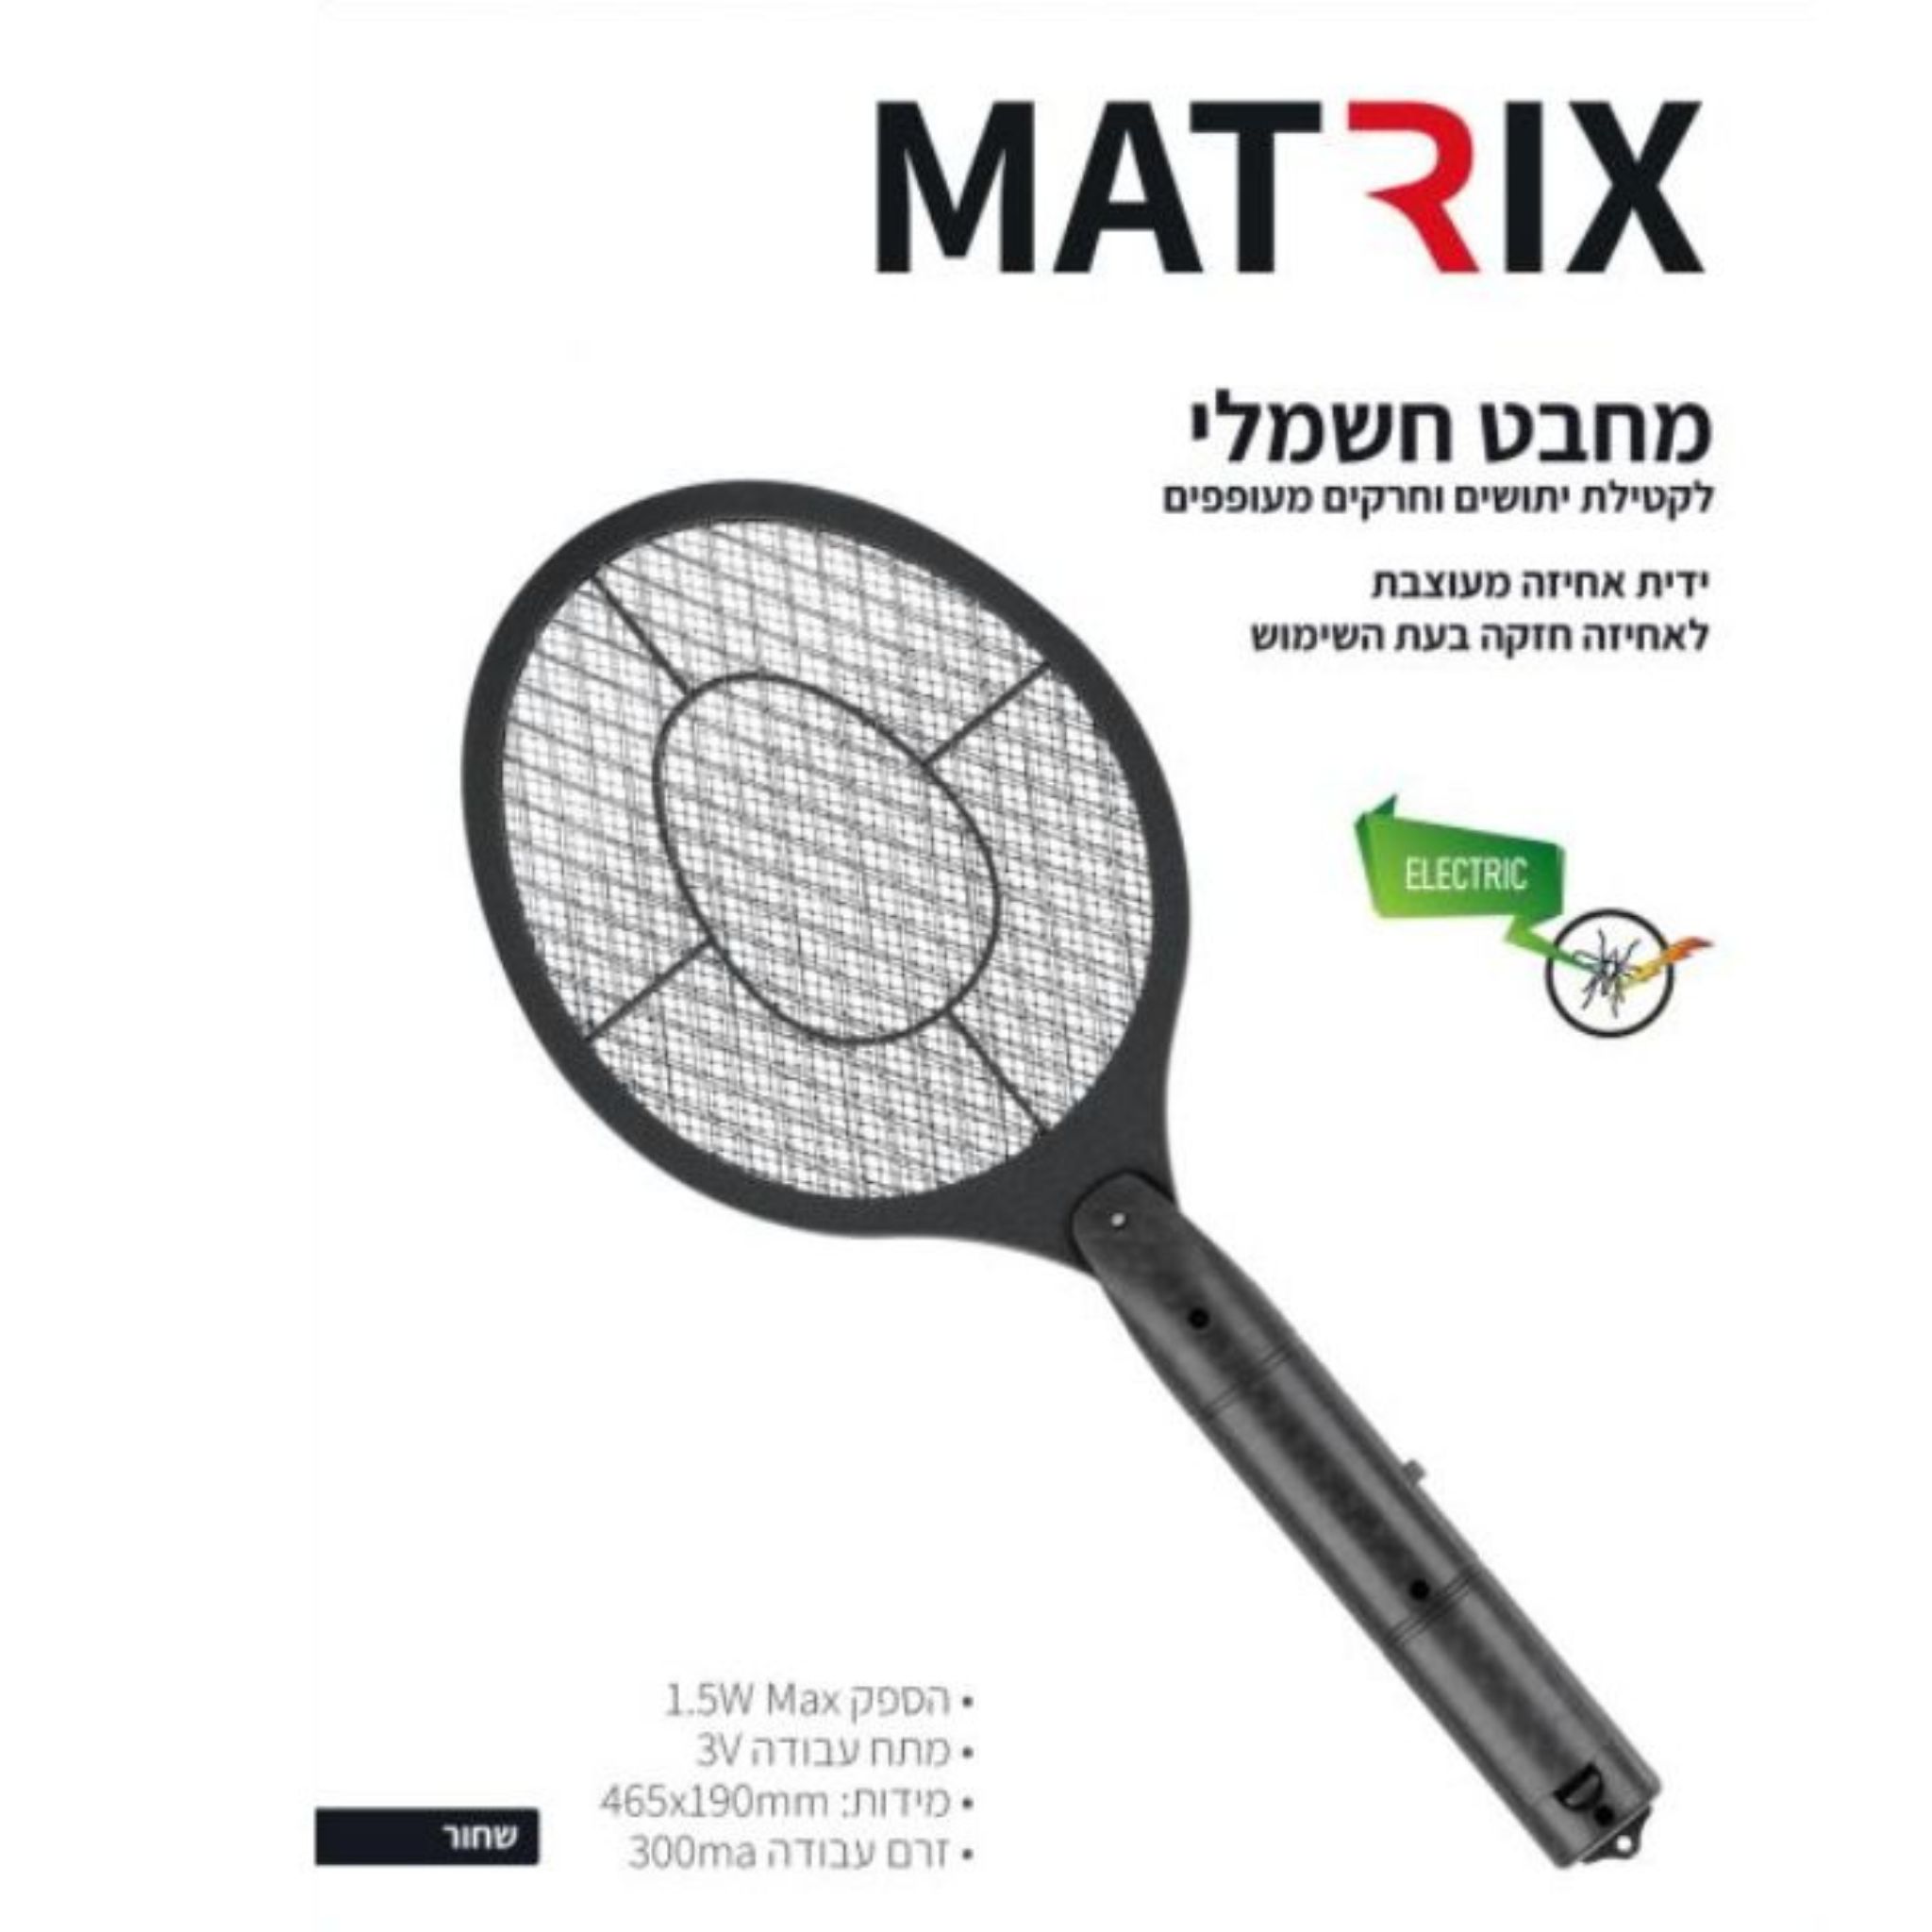 MATRIX
מחבט חשמלי
לקטילת יתושים וחרקים מעופפים
ידית אחיזה מעוצבת
לאחיזה חזקה בעת השימוש
ELECTRIC
• הספק 1.5W Max
• מתח עבודה 3V
• מידות: 465x190mm
• זרם עבודה 300ma
שחור